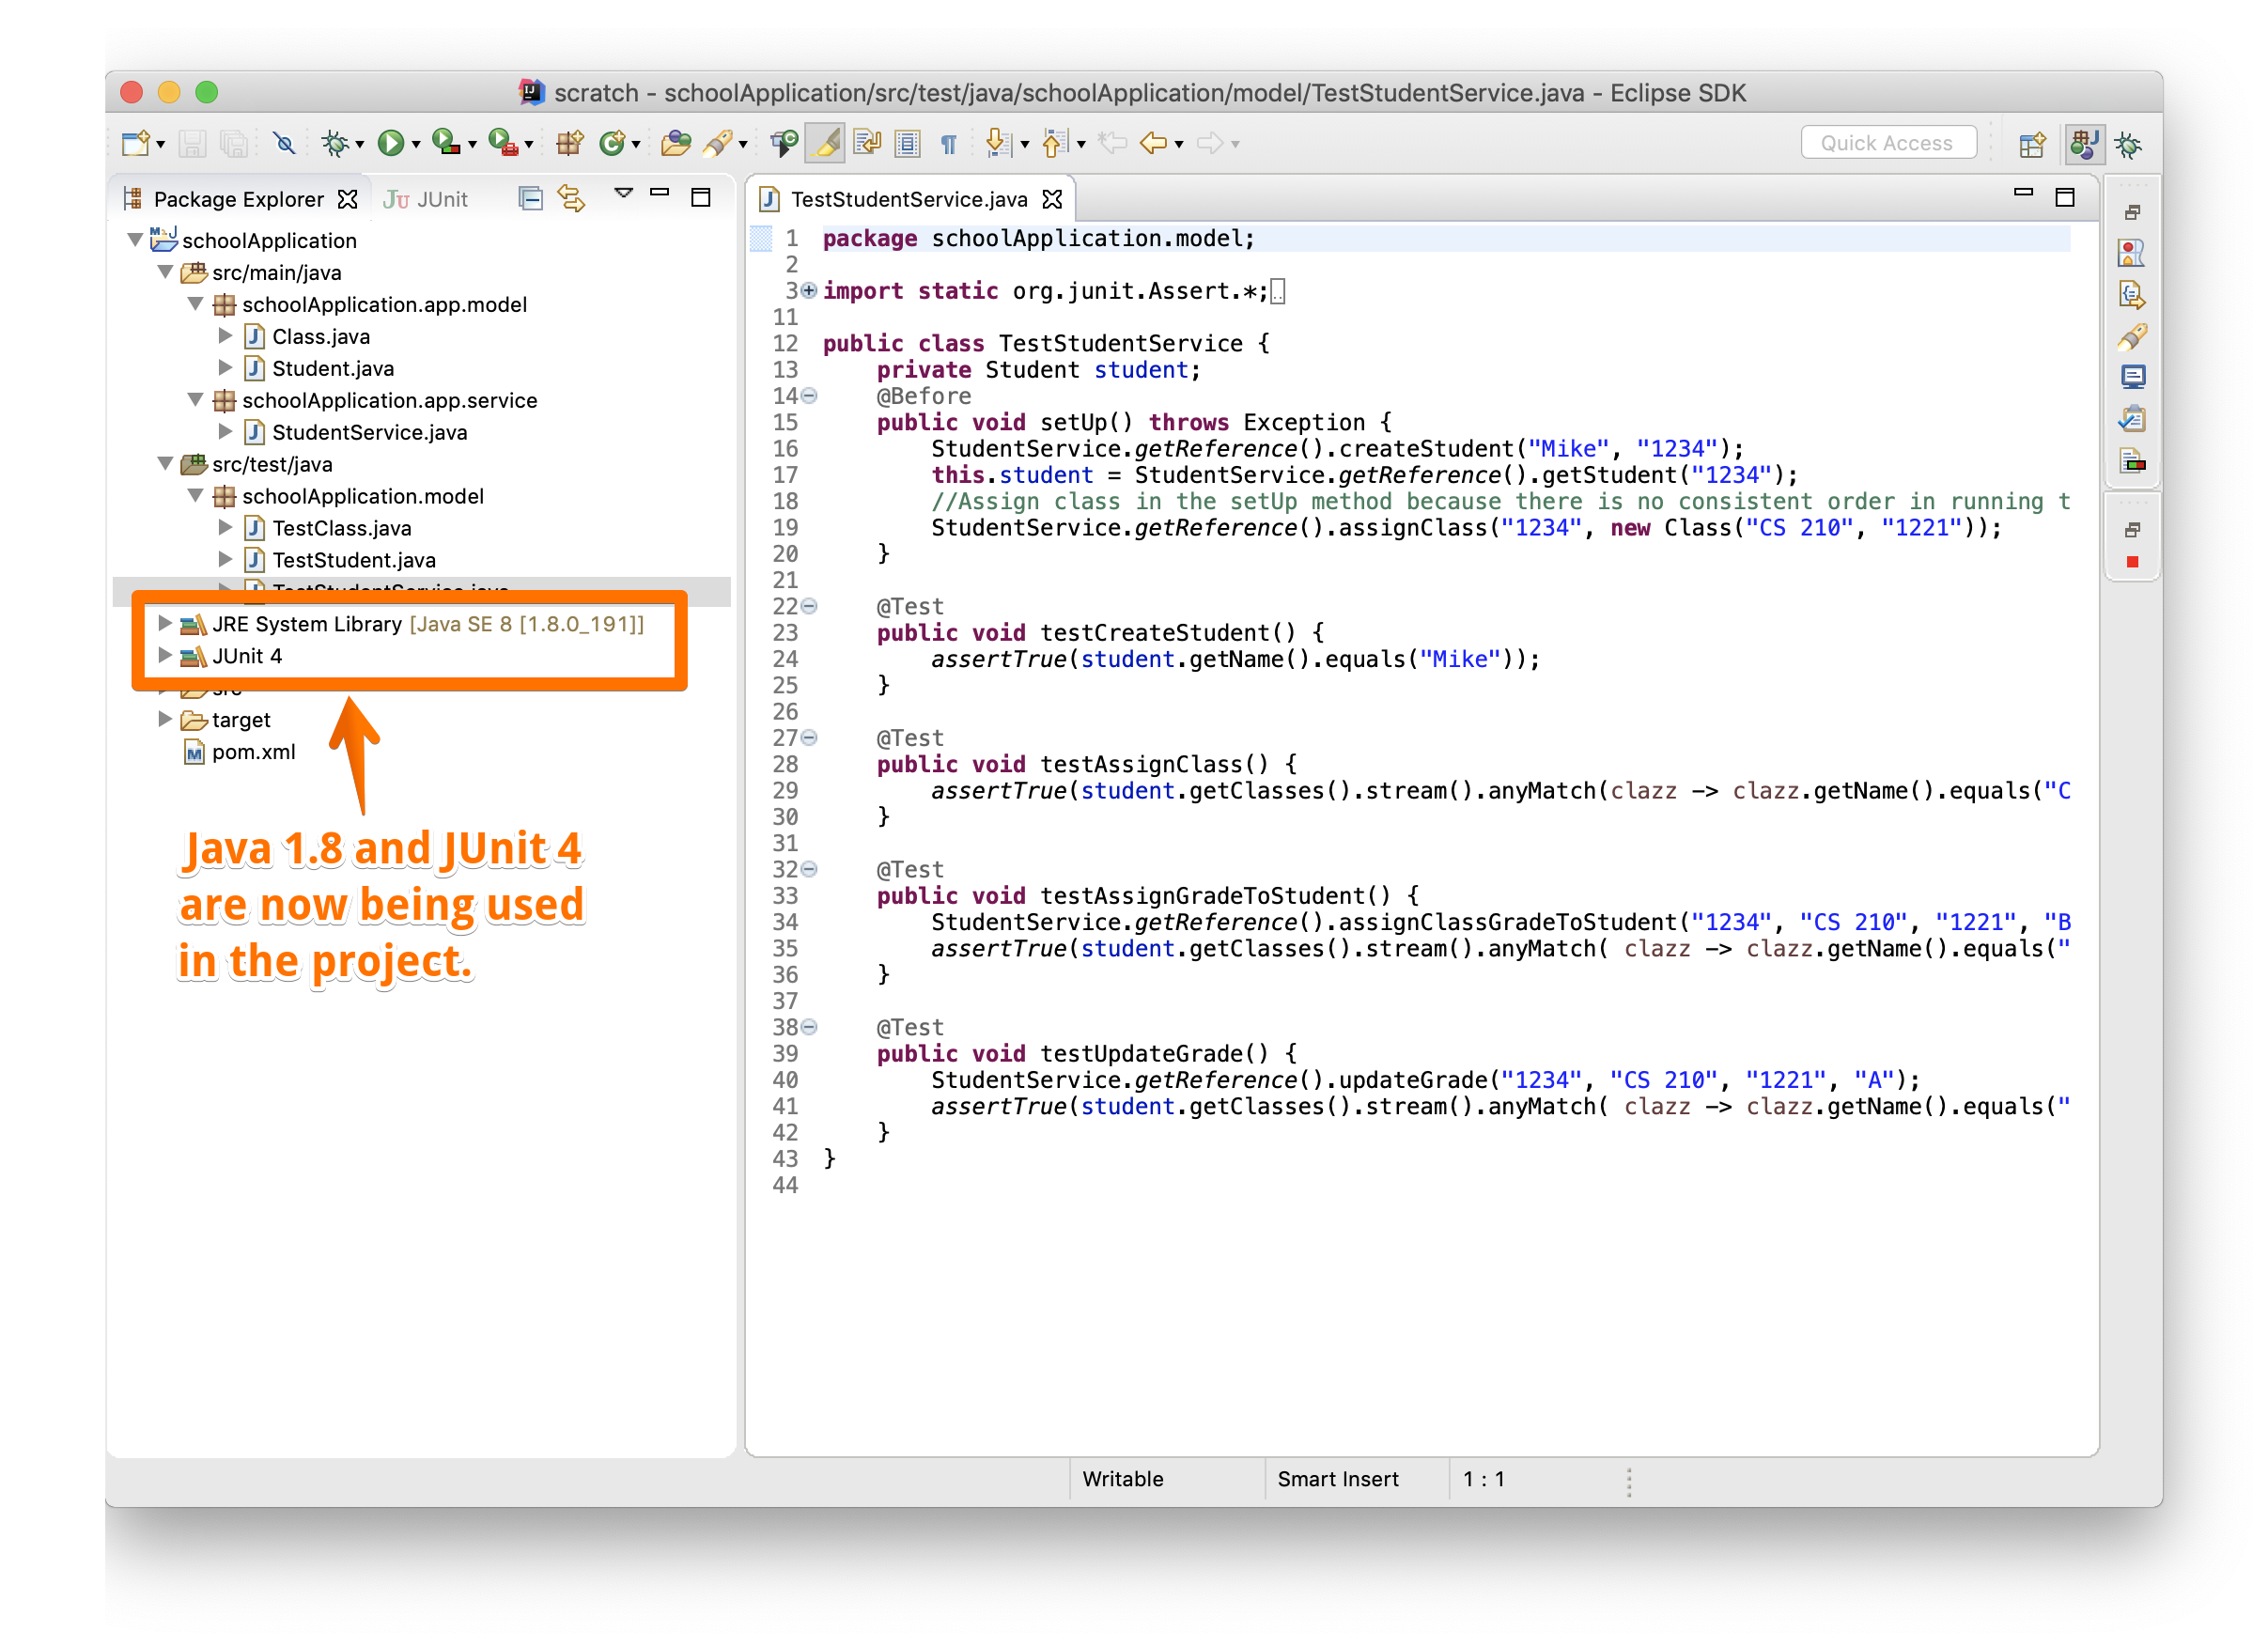 scratch - schoolApplication/src/test/java/schoolApplication/model/TestStudentService.java - Eclipse SDK
Quick Access
Package Explorer
JUnit
schoolApplication
src/main/java
schoolApplication.app.model
Class.java
Student.java
schoolApplication.app.service
StudentService.java
src/test/java
schoolApplication.model
TestClass.java
TestStudent.java
TestStudentService.java
JRE System Library [Java SE 8 [1.8.0_191]]
JUnit 4
src
target
pom.xml
Java 1.8 and JUnit 4
are now being used
in the project.
TestStudentService.java
1 package schoolApplication.model;
2
3 import static org.junit.Assert.*;
11
12 public class TestStudentService {
13 private Student student;
14 @Before
15 public void setUp() throws Exception {
16 StudentService.getReference().createStudent("Mike", "1234");
17 this.student = StudentService.getReference().getStudent("1234");
18 //Assign class in the setUp method because there is no consistent order in running t
19 StudentService.getReference().assignClass("1234", new Class("CS 210", "1221"));
20 }
21
22 @Test
23 public void testCreateStudent() {
24 assertTrue(student.getName().equals("Mike"));
25 }
26
27 @Test
28 public void testAssignClass() {
29 assertTrue(student.getClasses().stream().anyMatch(clazz -> clazz.getName().equals("C
30 }
31
32 @Test
33 public void testAssignGradeToStudent() {
34 StudentService.getReference().assignClassGradeToStudent("1234", "CS 210", "1221", "B
35 assertTrue(student.getClasses().stream().anyMatch( clazz -> clazz.getName().equals("
36 }
37
38 @Test
39 public void testUpdateGrade() {
40 StudentService.getReference().updateGrade("1234", "CS 210", "1221", "A");
41 assertTrue(student.getClasses().stream().anyMatch( clazz -> clazz.getName().equals("
42 }
43 }
44
Writable
Smart Insert
1 : 1